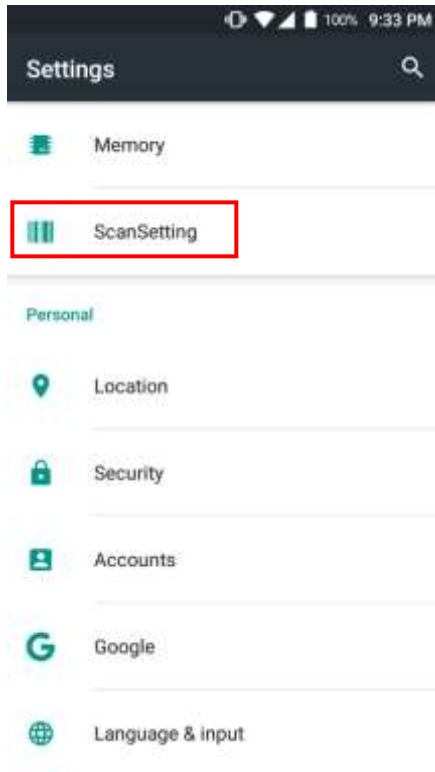 100% 9:33 PM
Settings
Memory
ScanSetting
Personal
Location
Security
Accounts
Google
Language & input